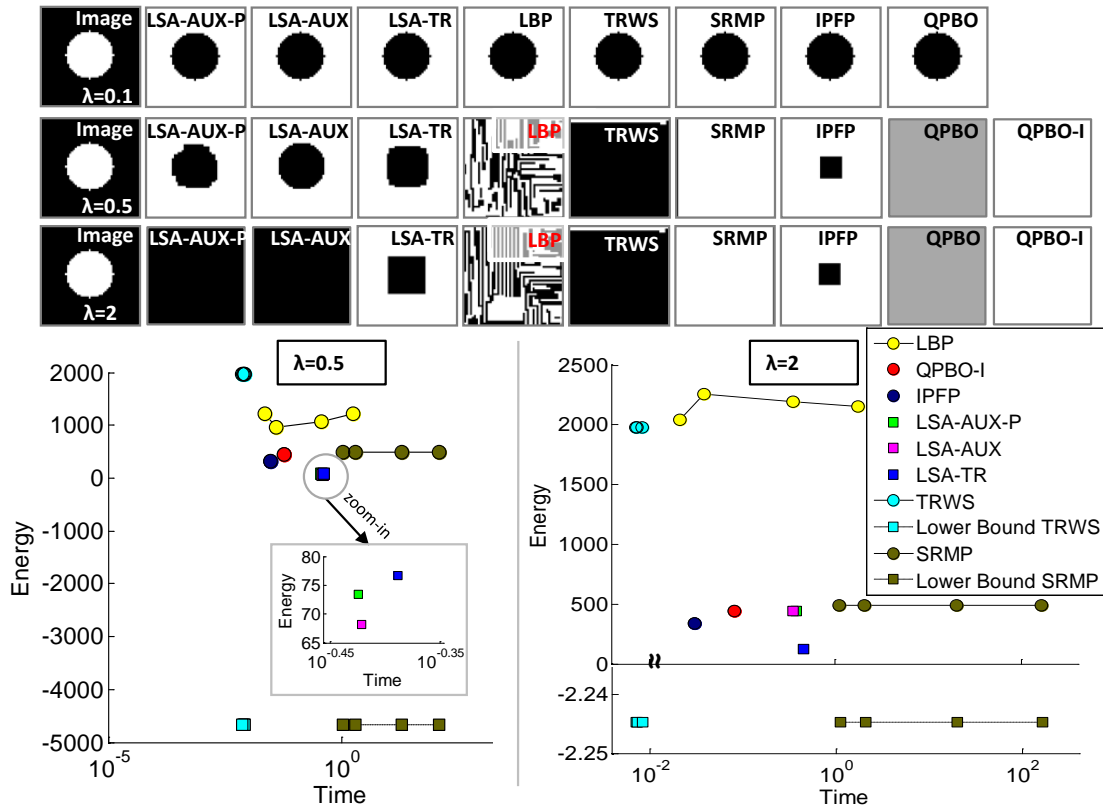 Image LSA-AUX-P LSA-AUX LSA-TR LBP TRWS SRMP IPFP QPBO
λ=0.1
Image LSA-AUX-P LSA-AUX LSA-TR LBP TRWS SRMP IPFP QPBO QPBO-I
λ=0.5
Image LSA-AUX-P LSA-AUX LSA-TR LBP TRWS SRMP IPFP QPBO QPBO-I
λ=2
λ=0.5
2000
1000
0
-1000
-2000
-3000
-4000
-5000
Energy
10^-5
10^0
Time
zoom-in
80
75
70
65
Energy
10^-0.45
10^-0.35
Time
λ=2
2500
2000
1500
1000
500
0
-2.24
-2.25
Energy
10^-2
10^0
10^2
Time
LBP
QPBO-I
IPFP
LSA-AUX-P
LSA-AUX
LSA-TR
TRWS
Lower Bound TRWS
SRMP
Lower Bound SRMP